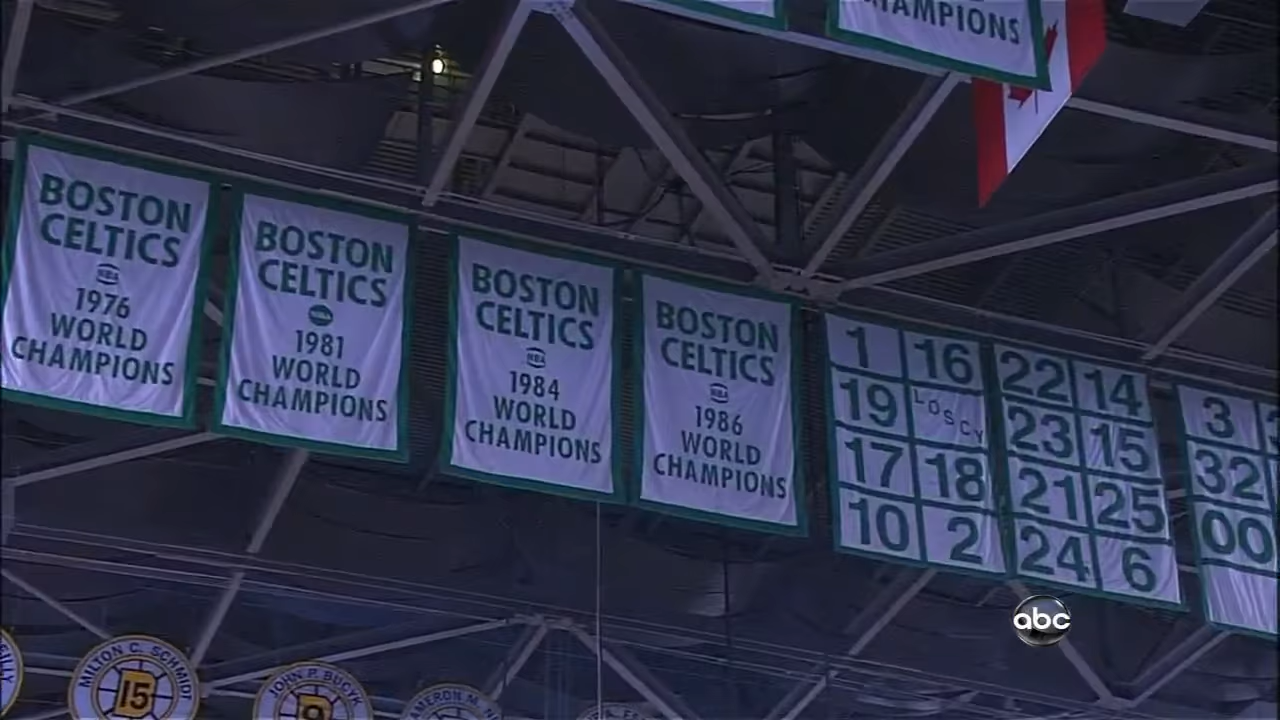 CHAMPIONS
BOSTON
CELTICS
NBA
1976
WORLD
CHAMPIONS
BOSTON
CELTICS
NBA
1981
WORLD
CHAMPIONS
BOSTON
CELTICS
NBA
1984
WORLD
CHAMPIONS
BOSTON
CELTICS
NBA
1986
WORLD
CHAMPIONS
1 16
19 LOSCY
17 18
10 2
22 14
23 15
21 25
24 6
3
32
00
abc
MILTON C. SCHMIDT
15
JOHN P. BUCYK
9